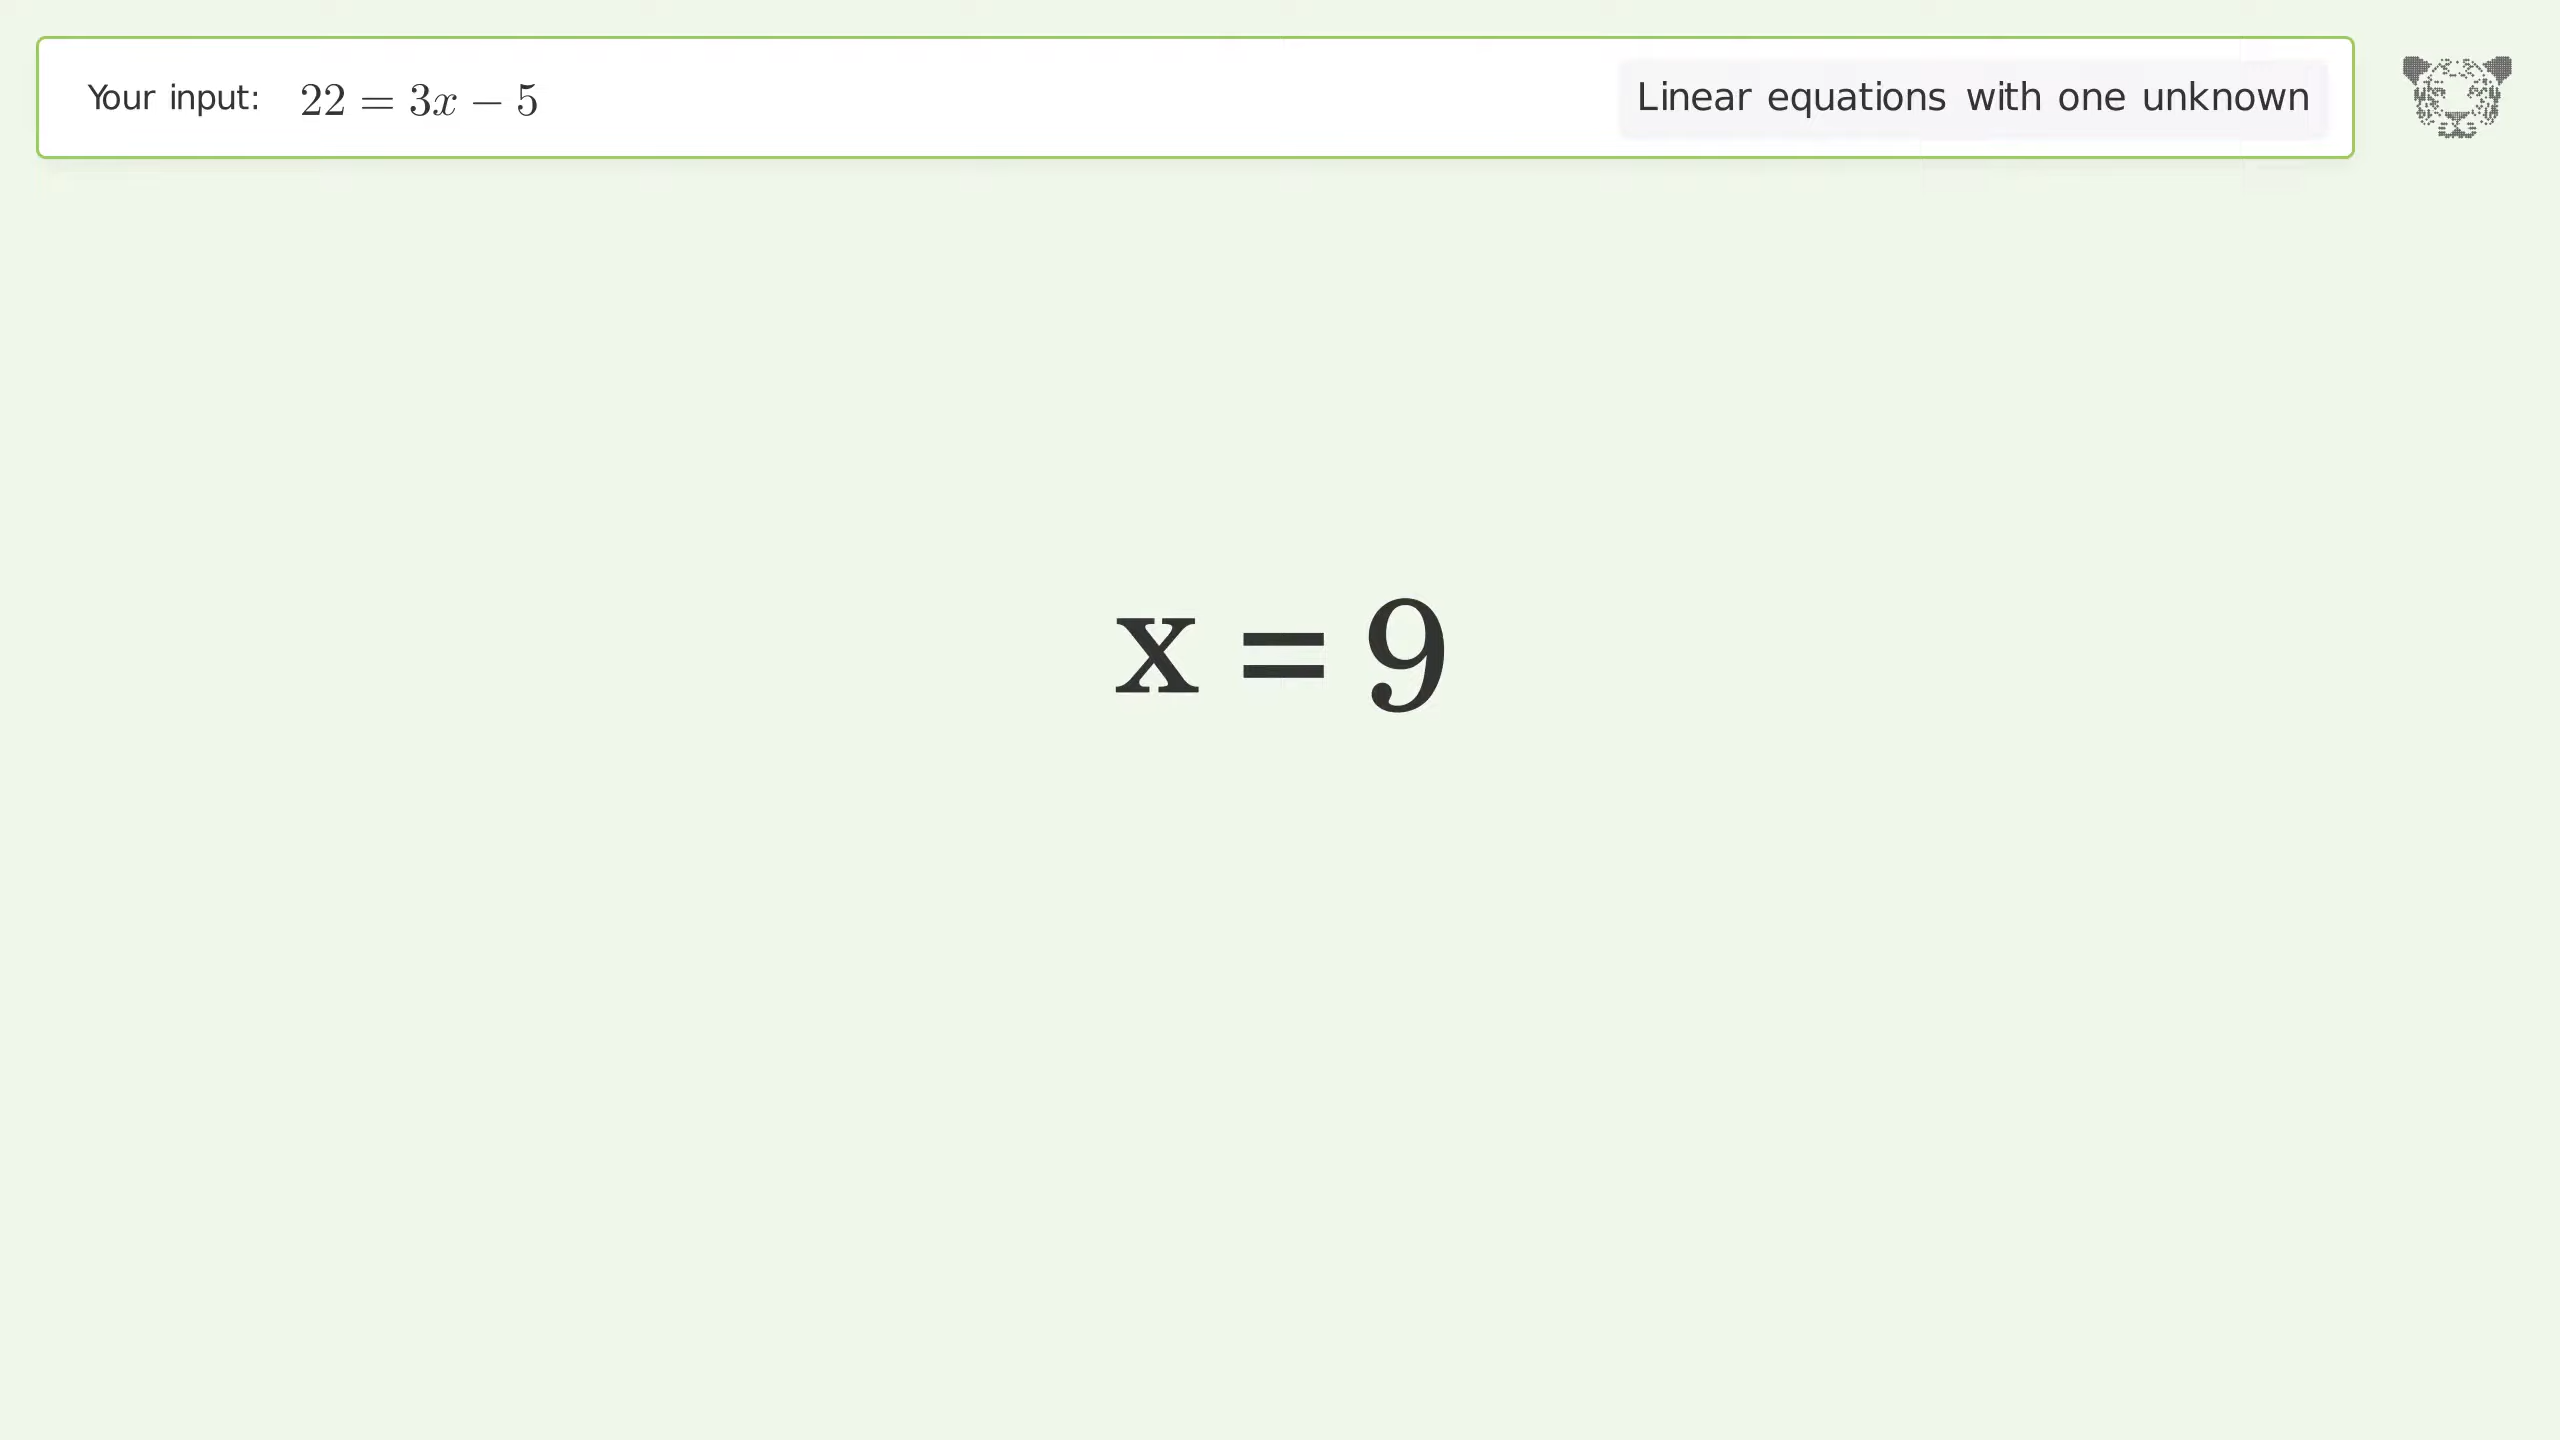 Your input: 22 = 3x − 5
Linear equations with one unknown
x = 9